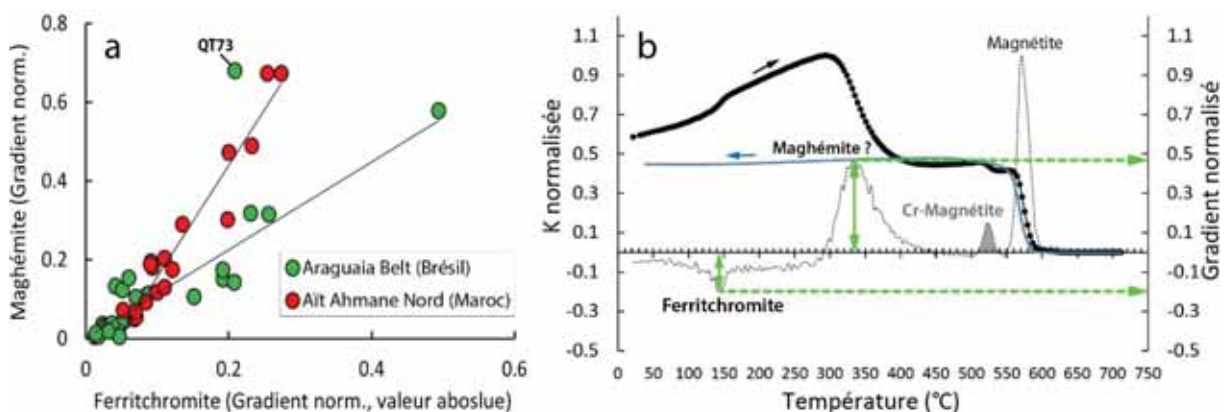 a
QT73
Maghémite (Gradient norm.)
0.8
0.6
0.4
0.2
0
0 0.2 0.4 0.6
Araguaia Belt (Brésil)
Aït Ahmane Nord (Maroc)
Ferritchromite (Gradient norm., valeur aboslue)
b
K normalisée
1.1
0.9
0.7
0.5
0.3
0.1
-0.1
-0.3
-0.5
Magnétite
Maghémite ?
Cr-Magnétite
Ferritchromite
1.1
0.9
0.7
0.5
0.3
0.1
-0.1
-0.3
-0.5
Gradient normalisé
0 50 100 150 200 250 300 350 400 450 500 550 600 650 700 750
Température (°C)